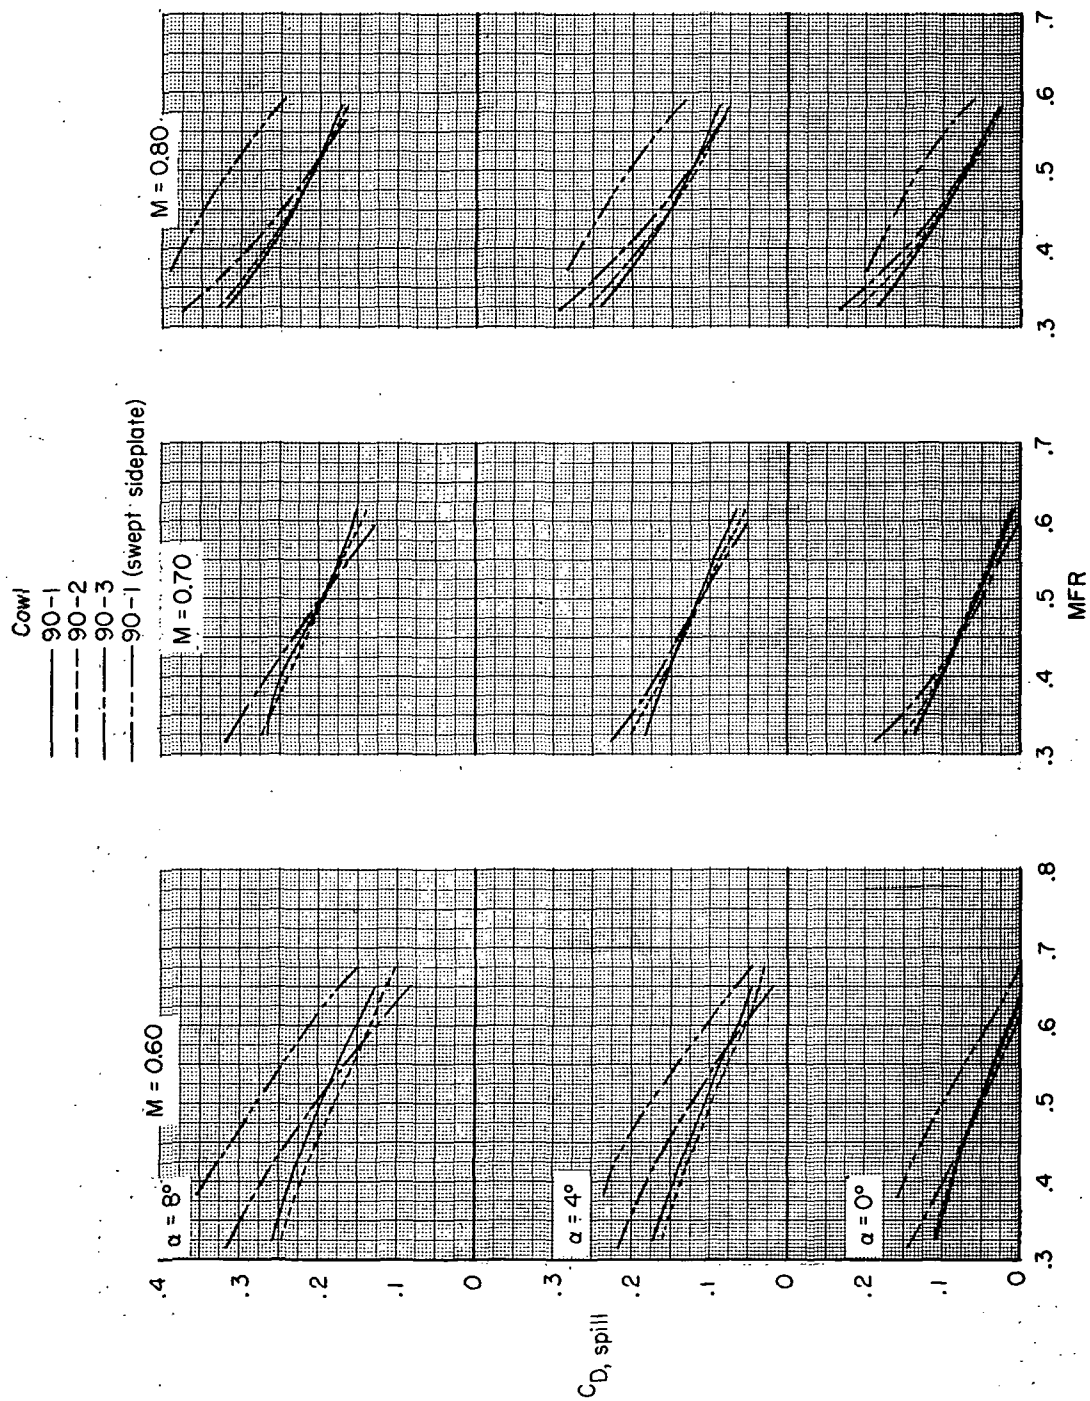 Cowl
90-1
90-2
90-3
90-1 (swept sideplate)
M = 0.60
M = 0.70
M = 0.80
α = 8°
.4
.3
.2
.1
0
α = 4°
.3
.2
.1
0
α = 0°
.2
.1
0
CD, spill
.3 .4 .5 .6 .7 .8
.3 .4 .5 .6 .7
.3 .4 .5 .6 .7
MFR